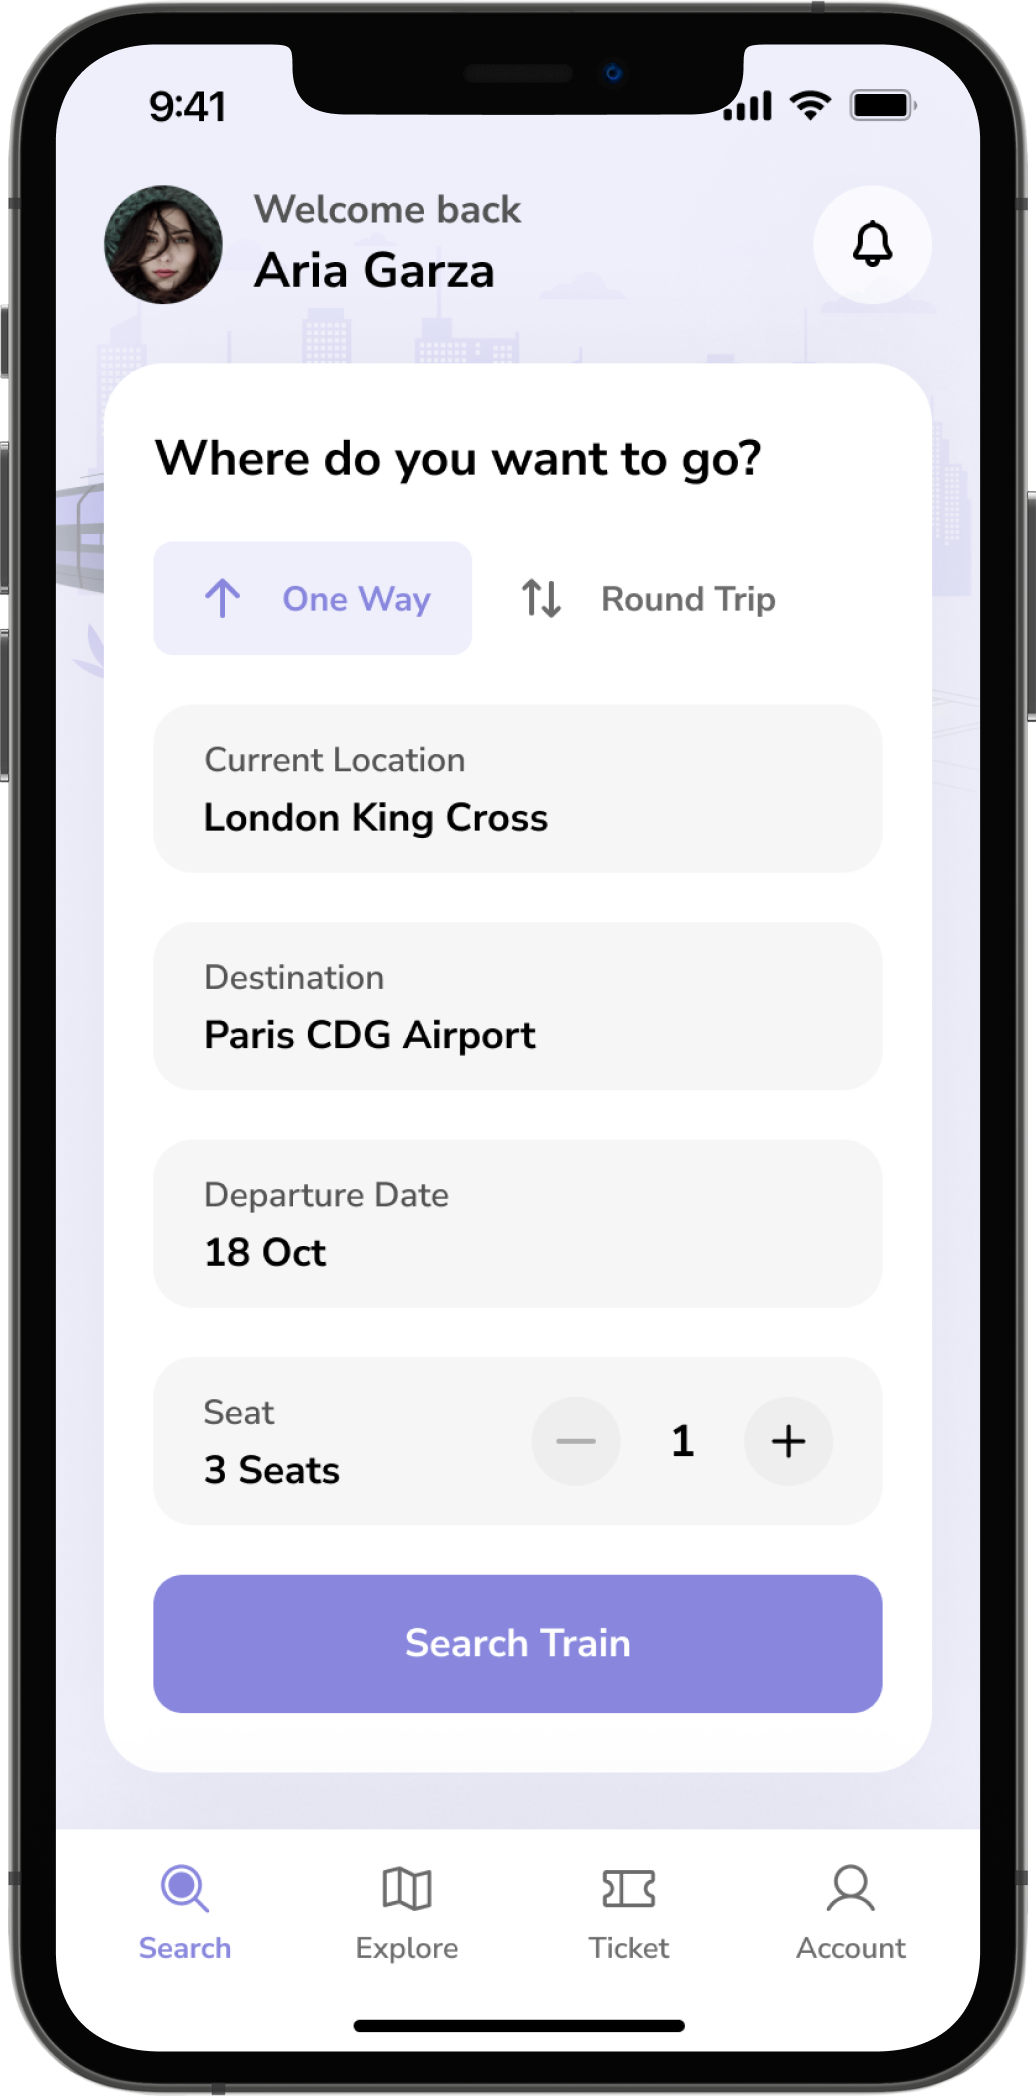 9:41
Welcome back
Aria Garza
Where do you want to go?
One Way
Round Trip
Current Location
London King Cross
Destination
Paris CDG Airport
Departure Date
18 Oct
Seat
3 Seats
1
Search Train
Search
Explore
Ticket
Account